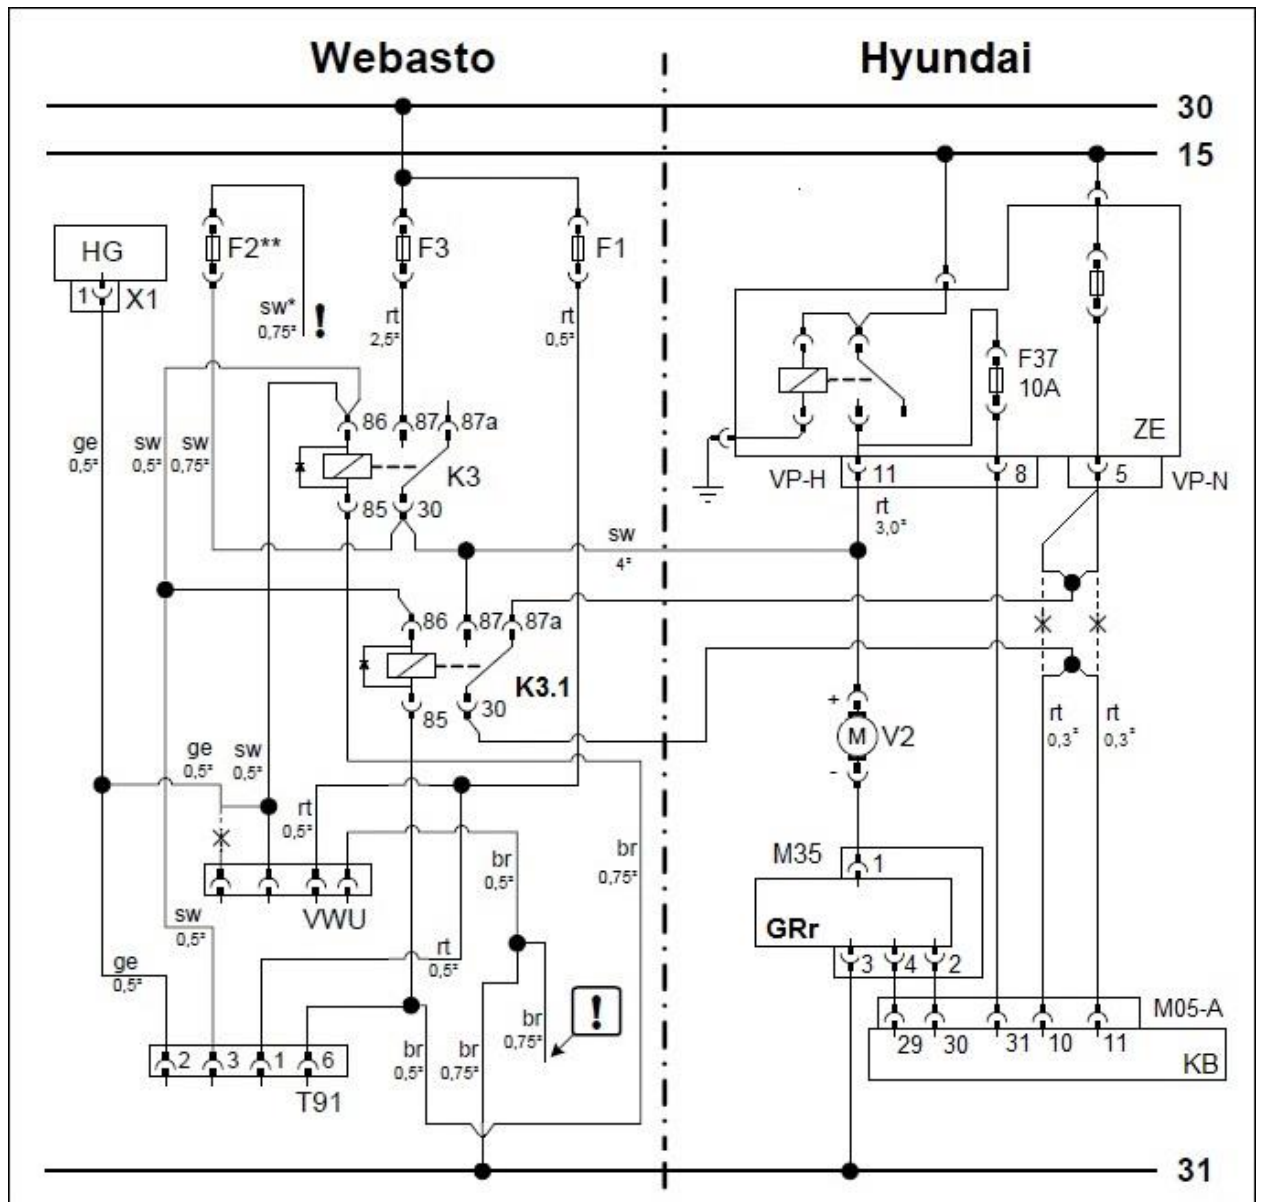 Webasto
Hyundai
30
15
HG
1
X1
F2**
F3
F1
sw*
0,75²
!
rt
2,5²
rt
0,5²
F37
10A
ZE
ge
0,5²
sw
0,5²
sw
0,75²
86
87
87a
K3
85
30
VP-H
11
8
5
VP-N
rt
3,0²
sw
4²
86
87
87a
K3.1
85
30
+
M
V2
-
rt
0,3²
rt
0,3²
ge
0,5²
sw
0,5²
rt
0,5²
br
0,5²
br
0,75²
M35
1
VWU
GRr
sw
0,5²
rt
0,5²
ge
0,5²
3
4
2
br
0,75²
!
M05-A
29
30
31
10
11
KB
2
3
1
6
T91
br
0,5²
br
0,75²
31